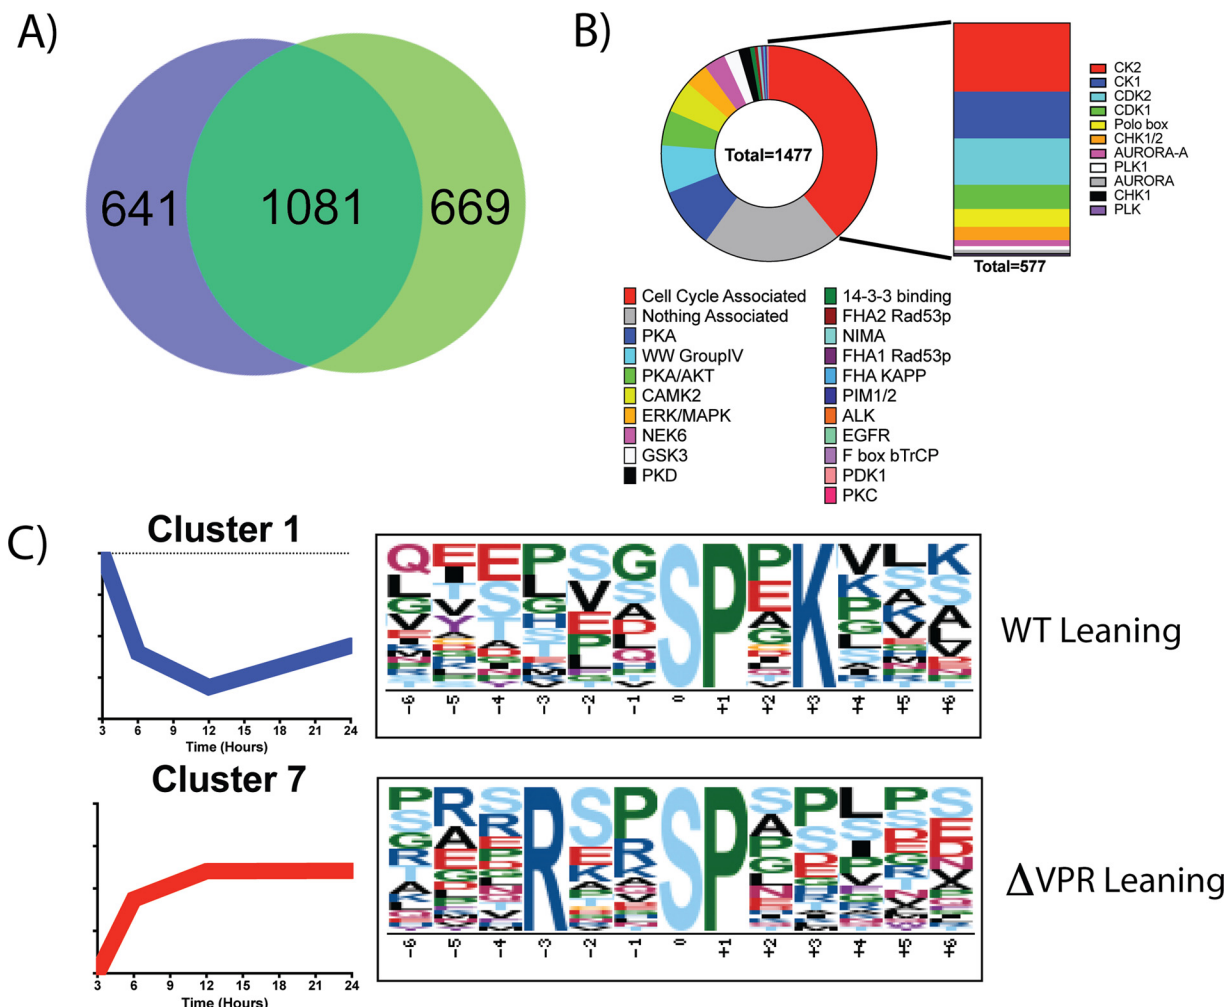 A)
641
1081
669
B)
Total=1477
CK2
CK1
CDK2
CDK1
Polo box
CHK1/2
AURORA-A
PLK1
AURORA
CHK1
PLK
Total=577
Cell Cycle Associated
Nothing Associated
PKA
WW GroupIV
PKA/AKT
CAMK2
ERK/MAPK
NEK6
GSK3
PKD
14-3-3 binding
FHA2 Rad53p
NIMA
FHA1 Rad53p
FHA KAPP
PIM1/2
ALK
EGFR
F box bTrCP
PDK1
PKC
C)
Cluster 1
3 6 9 12 15 18 21 24
Time (Hours)
Q E E P S G S P P K V L K
-6 -5 -4 -3 -2 -1 0 +1 +2 +3 +4 +5 +6
WT Leaning
Cluster 7
3 6 9 12 15 18 21 24
Time (Hours)
P R S R S P S P S P L P S
-6 -5 -4 -3 -2 -1 0 +1 +2 +3 +4 +5 +6
ΔVPR Leaning